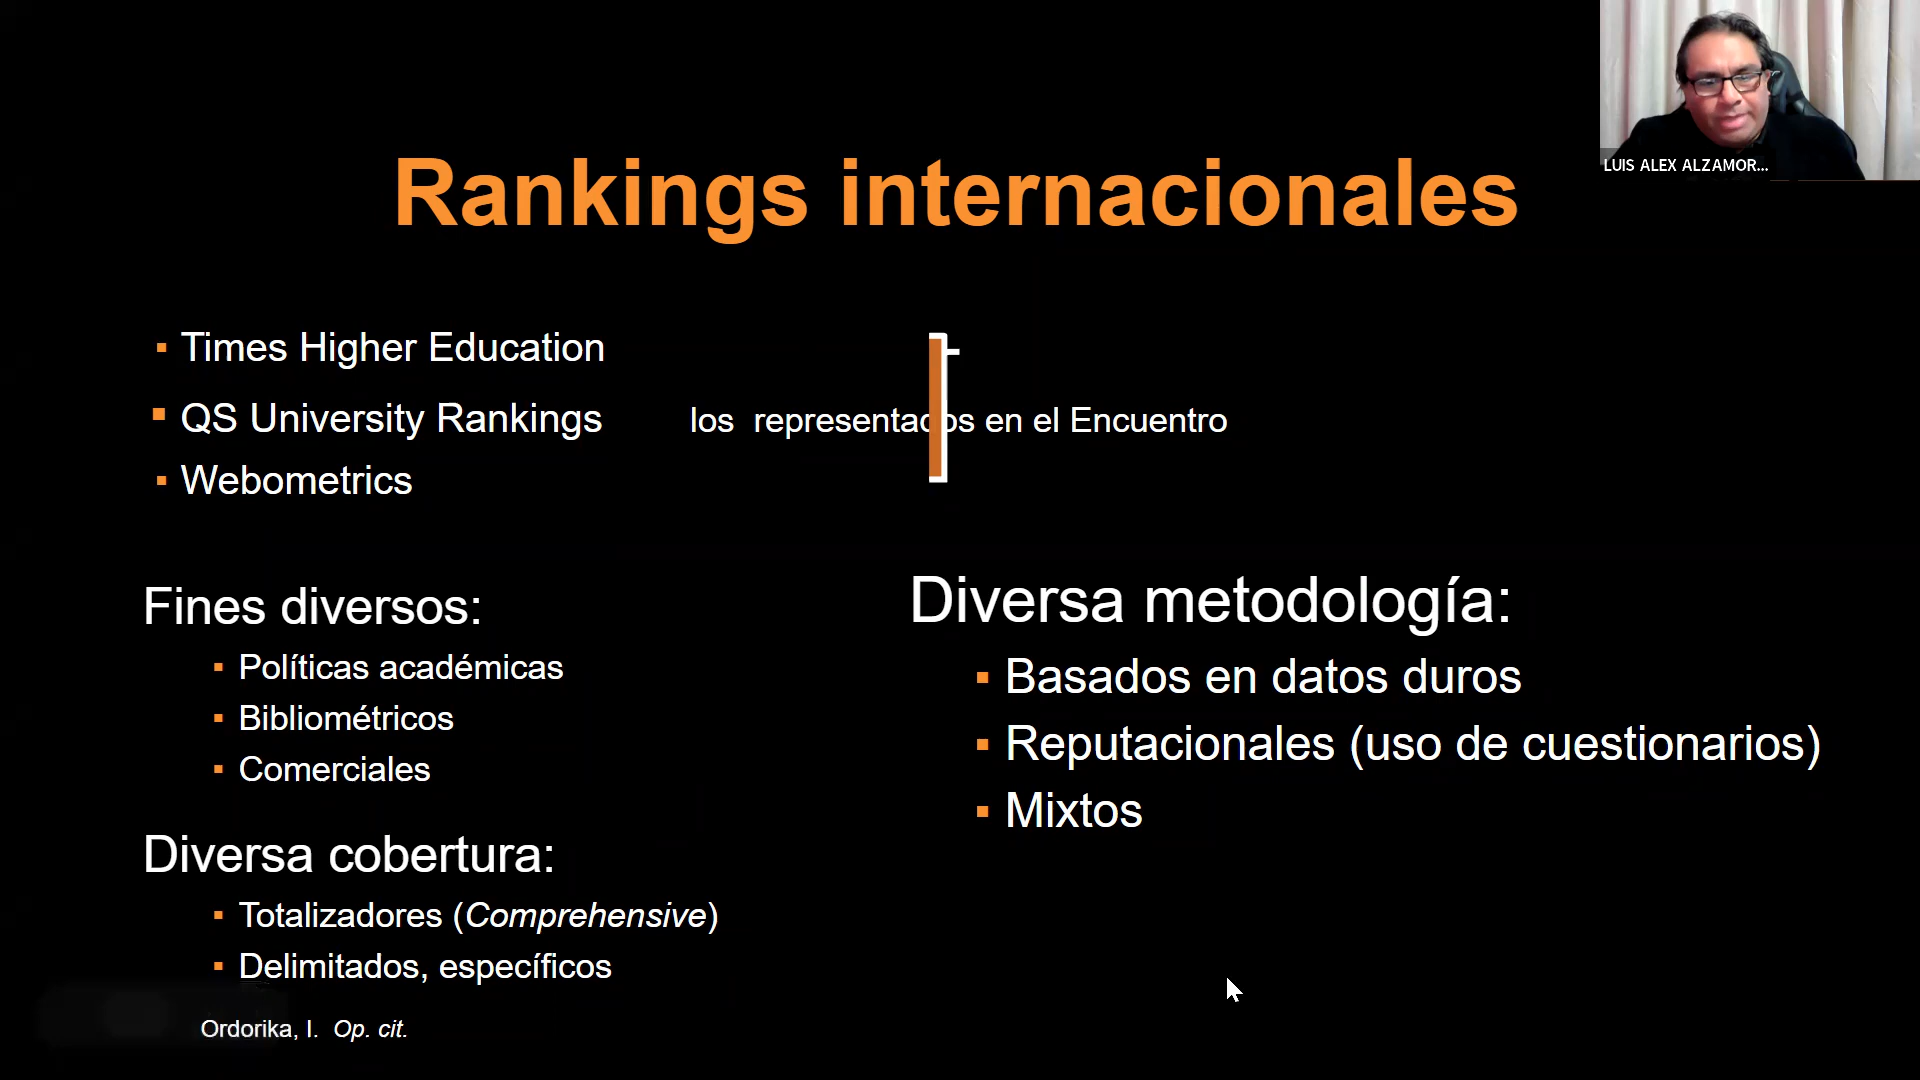 LUIS ALEX ALZAMOR...
Rankings internacionales
Times Higher Education
QS University Rankings
los representados en el Encuentro
Webometrics
Fines diversos:
Políticas académicas
Bibliométricos
Comerciales
Diversa cobertura:
Totalizadores (Comprehensive)
Delimitados, específicos
Diversa metodología:
Basados en datos duros
Reputacionales (uso de cuestionarios)
Mixtos
Ordorika, I. Op. cit.